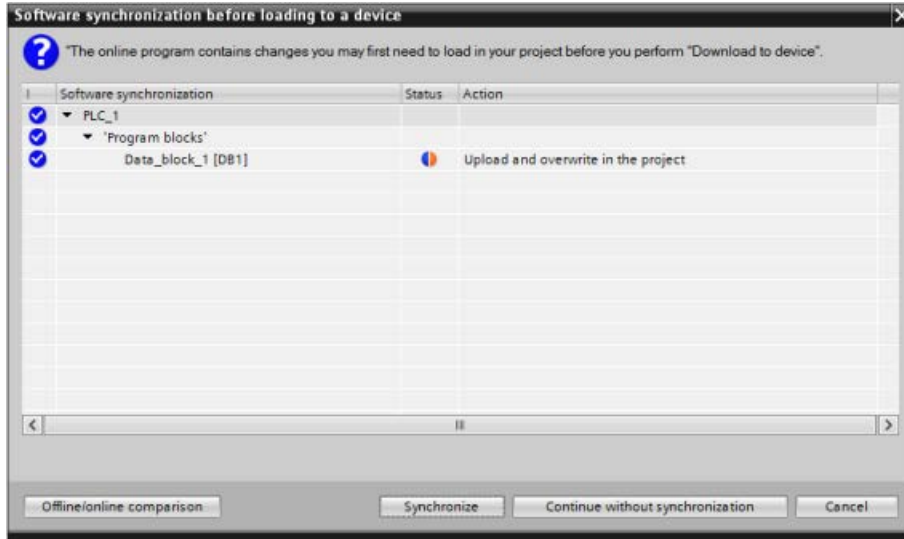 Software synchronization before loading to a device
"The online program contains changes you may first need to load in your project before you perform "Download to device".
! Software synchronization Status Action
PLC_1
'Program blocks'
Data_block_1 [DB1] Upload and overwrite in the project
Offline/online comparison Synchronize Continue without synchronization Cancel